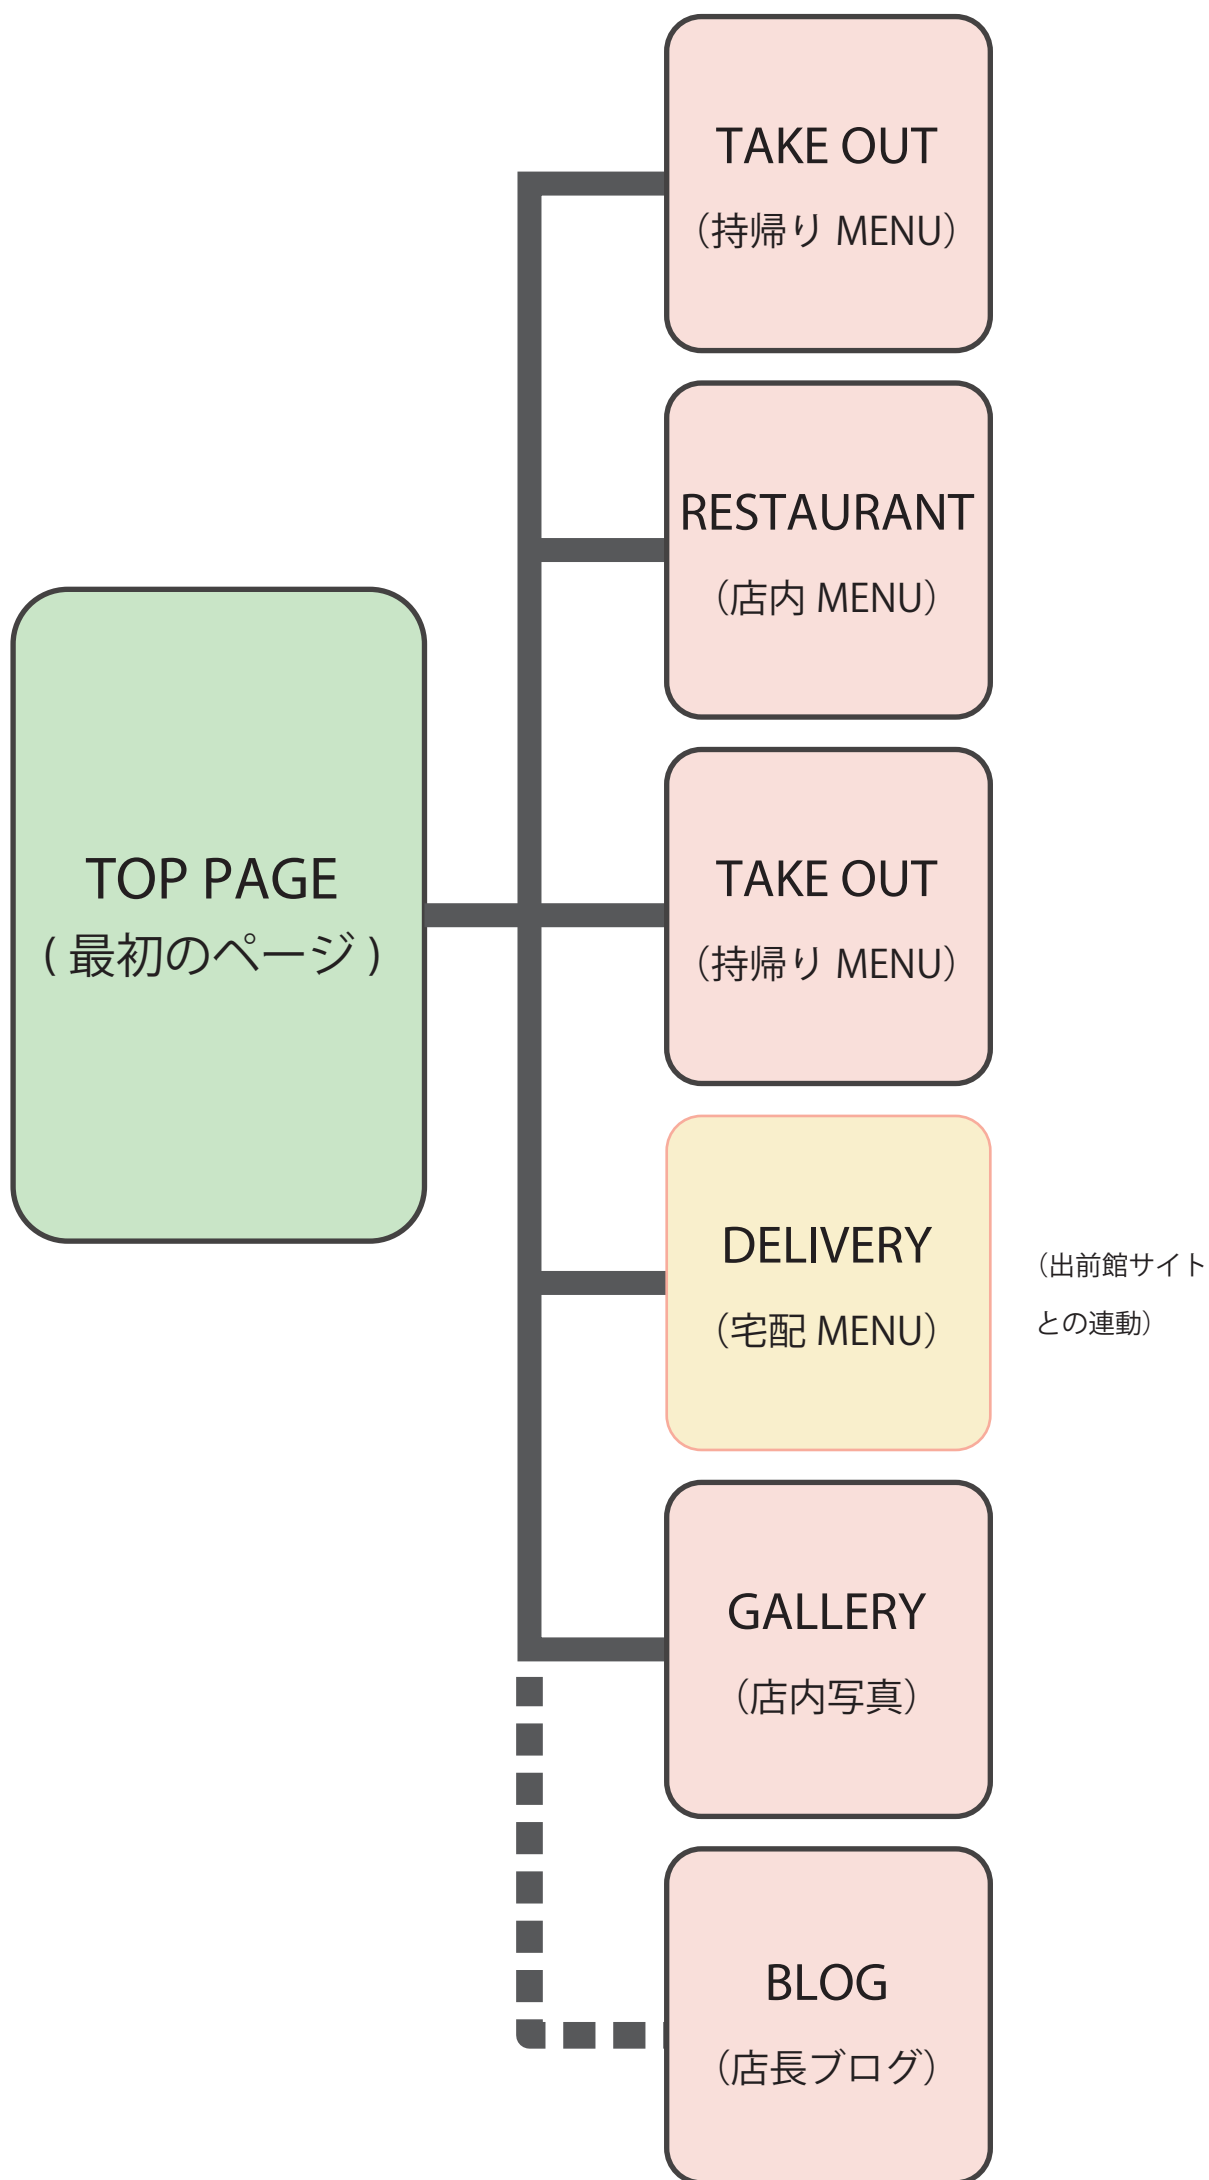 TAKE OUT
（持帰り MENU）
RESTAURANT
（店内 MENU）
TOP PAGE
( 最初のページ )
TAKE OUT
（持帰り MENU）
DELIVERY
（宅配 MENU）
（出前館サイト
との連動）
GALLERY
（店内写真）
BLOG
（店長ブログ）